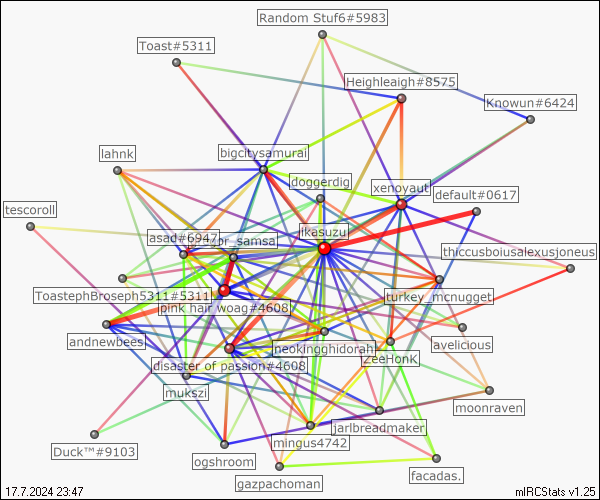 Random Stuf6#5983
Toast#5311
Heighleaigh#8575
Knowun#6424
lahnk
bigcitysamurai
doggerdig
xenoyaut
default#0617
tescoroll
ikasuzu
asad#6947
pr_samsa
thiccusboiusalexusjoneus
ToastephBroseph5311#5311
turkey_mcnugget
pink hair woag#4608
andnewbees
neokingghidorah
ZeeHonK
avelicious
disaster of passion#4608
mukszi
moonraven
jarlbreadmaker
mingus4742
Duck™#9103
ogshroom
facadas.
gazpachoman
17.7.2024 23:47
mIRCStats v1.25